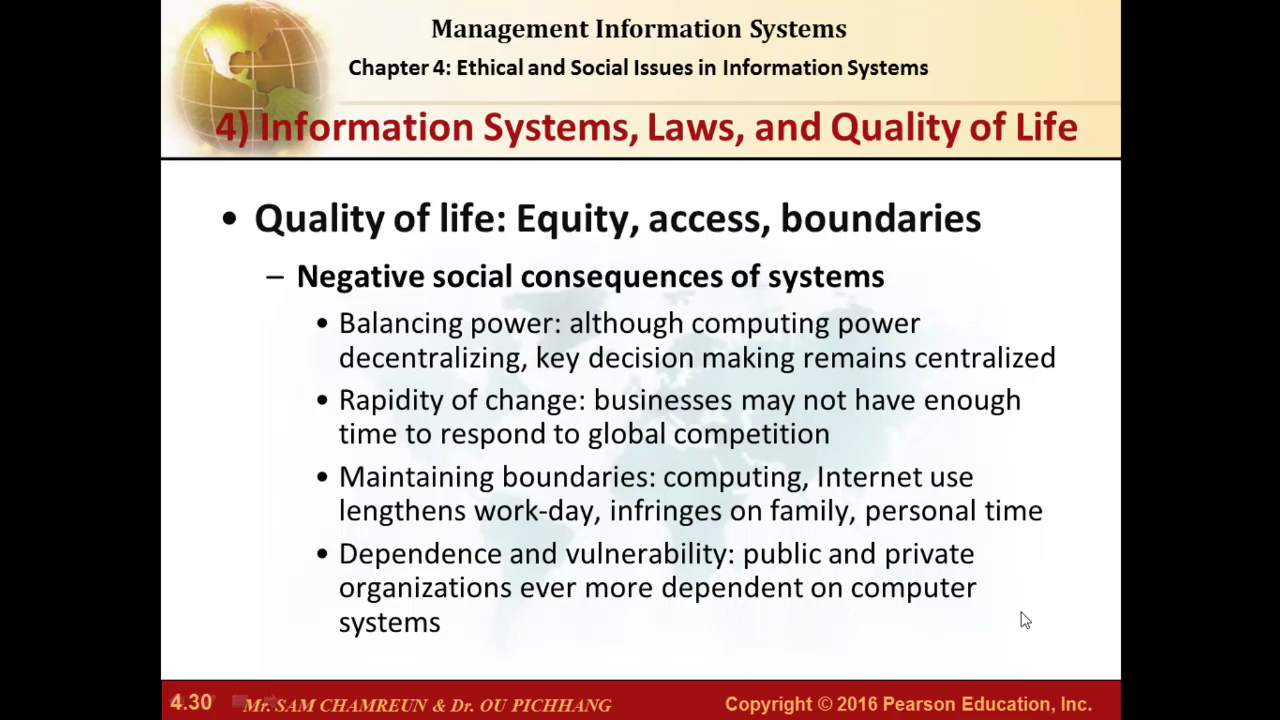 Management Information Systems
Chapter 4: Ethical and Social Issues in Information Systems
4) Information Systems, Laws, and Quality of Life
• Quality of life: Equity, access, boundaries
– Negative social consequences of systems
• Balancing power: although computing power
decentralizing, key decision making remains centralized
• Rapidity of change: businesses may not have enough
time to respond to global competition
• Maintaining boundaries: computing, Internet use
lengthens work-day, infringes on family, personal time
• Dependence and vulnerability: public and private
organizations ever more dependent on computer
systems
4.30 Mr. SAM CHAMREUN & Dr. OU PICHHANG Copyright © 2016 Pearson Education, Inc.